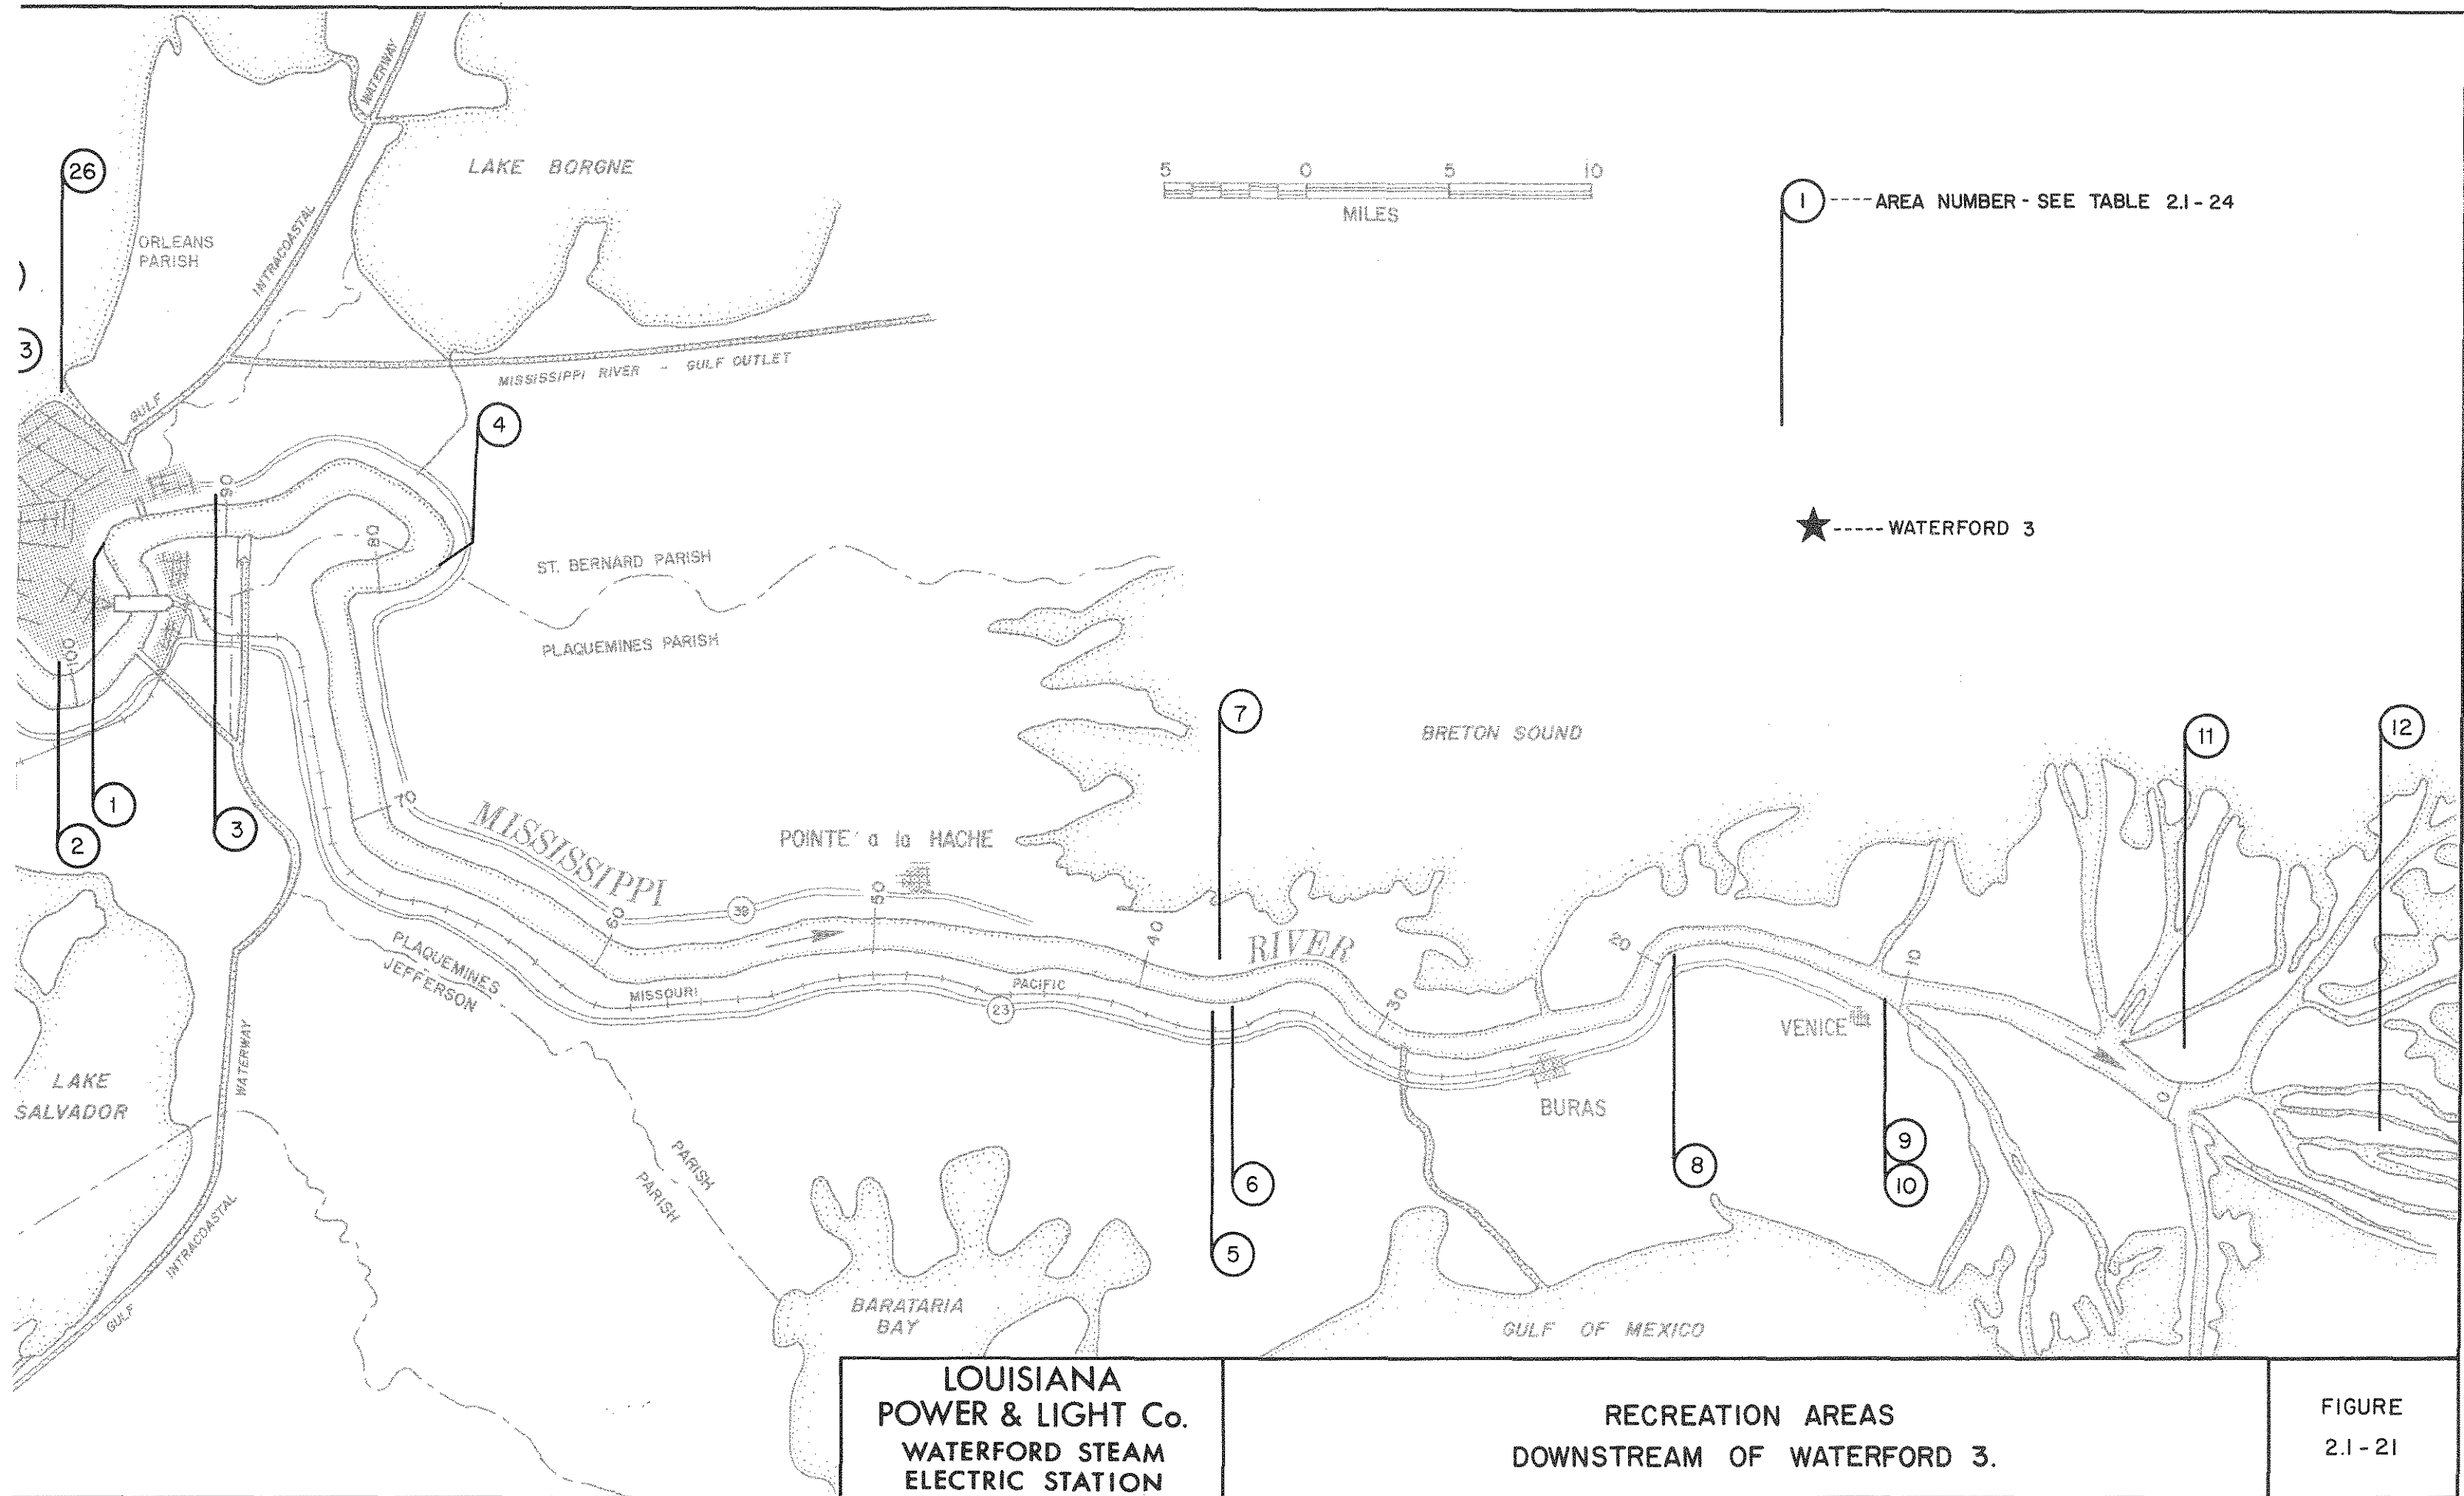 26
LAKE BORGNE
WATERWAY
INTRACOASTAL
GULF
ORLEANS
PARISH
3
MISSISSIPPI RIVER - GULF OUTLET
5 0 5 10
MILES
1 ---- AREA NUMBER - SEE TABLE 2.1-24
★ ----- WATERFORD 3
4
90
80
100
ST. BERNARD PARISH
PLAQUEMINES PARISH
7
BRETON SOUND
11
12
1
2
3
70
MISSISSIPPI
RIVER
POINTE a la HACHE
39
60
50
40
30
20
10
0
PLAQUEMINES
JEFFERSON
PARISH
PARISH
MISSOURI
PACIFIC
23
VENICE
BURAS
LAKE
SALVADOR
WATERWAY
INTRACOASTAL
GULF
8
9
10
6
5
BARATARIA
BAY
GULF OF MEXICO
LOUISIANA
POWER & LIGHT Co.
WATERFORD STEAM
ELECTRIC STATION
RECREATION AREAS
DOWNSTREAM OF WATERFORD 3.
FIGURE
2.1-21